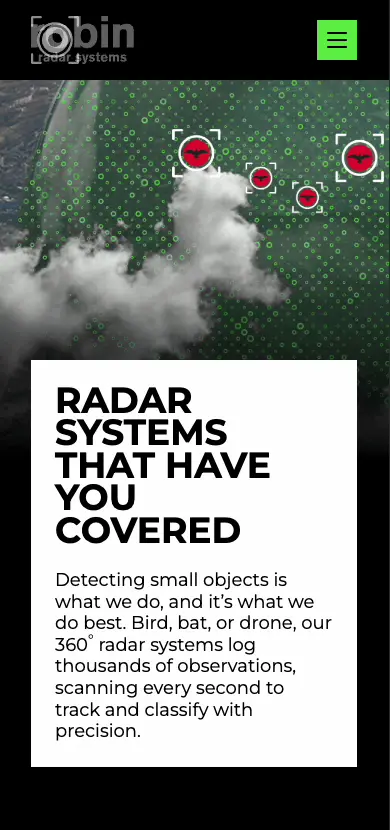 robin
radar systems
RADAR
SYSTEMS
THAT HAVE
YOU
COVERED
Detecting small objects is
what we do, and it’s what we
do best. Bird, bat, or drone, our
360° radar systems log
thousands of observations,
scanning every second to
track and classify with
precision.